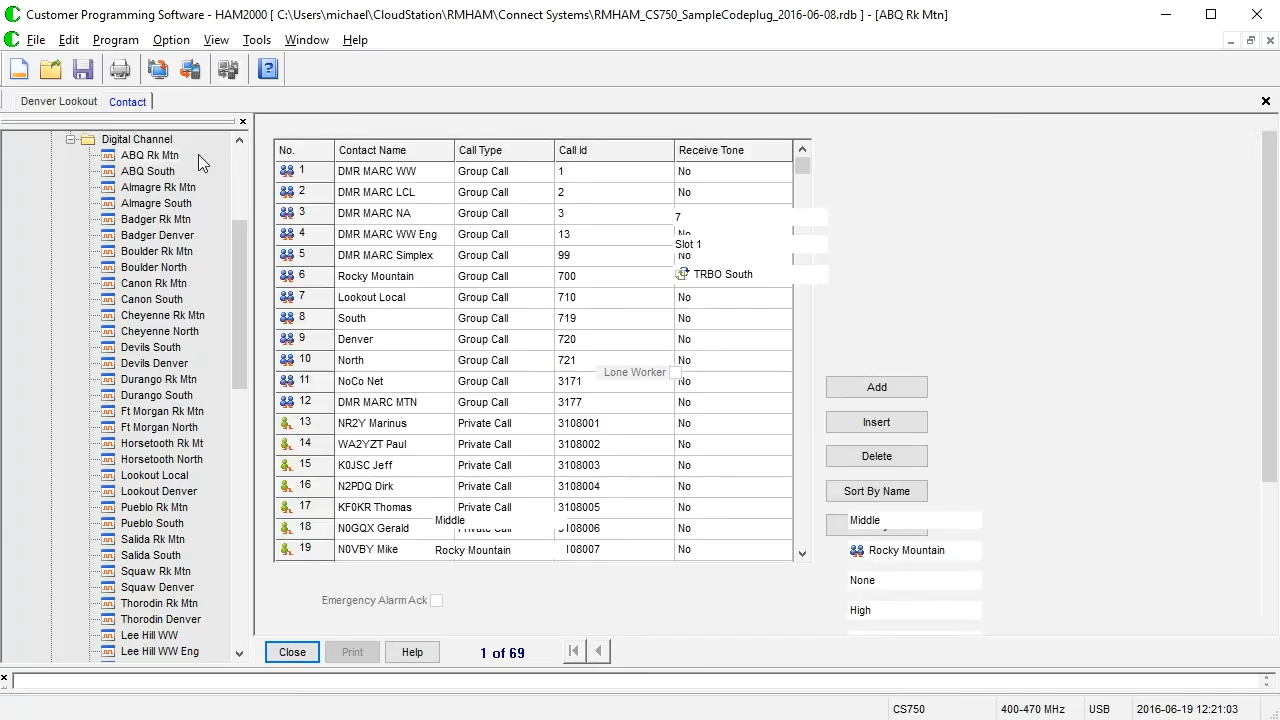 Customer Programming Software - HAM2000 [ C:\Users\michael\CloudStation\RMHAM\Connect Systems\RMHAM_CS750_SampleCodeplug_2016-06-08.rdb ] - [ABQ Rk Mtn]
File Edit Program Option View Tools Window Help
Denver Lookout Contact
Digital Channel
ABQ Rk Mtn
ABQ South
Almagre Rk Mtn
Almagre South
Badger Rk Mtn
Badger Denver
Boulder Rk Mtn
Boulder North
Canon Rk Mtn
Canon South
Cheyenne Rk Mtn
Cheyenne North
Devils South
Devils Denver
Durango Rk Mtn
Durango South
Ft Morgan Rk Mtn
Ft Morgan North
Horsetooth Rk Mt
Horsetooth North
Lookout Local
Lookout Denver
Pueblo Rk Mtn
Pueblo South
Salida Rk Mtn
Salida South
Squaw Rk Mtn
Squaw Denver
Thorodin Rk Mtn
Thorodin Denver
Lee Hill WW
Lee Hill WW Eng
No. Contact Name Call Type Call Id Receive Tone
1 DMR MARC WW Group Call 1 No
2 DMR MARC LCL Group Call 2 No
3 DMR MARC NA Group Call 3 7
4 DMR MARC WW Eng Group Call 13 No
Slot 1
5 DMR MARC Simplex Group Call 99 No
6 Rocky Mountain Group Call 700 TRBO South
7 Lookout Local Group Call 710 No
8 South Group Call 719 No
9 Denver Group Call 720 No
10 North Group Call 721 No
Lone Worker
11 NoCo Net Group Call 3171 No
12 DMR MARC MTN Group Call 3177 No
13 NR2Y Marinus Private Call 3108001 No
14 WA2YZT Paul Private Call 3108002 No
15 K0JSC Jeff Private Call 3108003 No
16 N2PDQ Dirk Private Call 3108004 No
17 KF0KR Thomas Private Call 3108005 No
Middle
18 N0GQX Gerald 3108006 No
19 N0VBY Mike Rocky Mountain 108007 No
Add
Insert
Delete
Sort By Name
Middle
Rocky Mountain
None
High
Emergency Alarm Ack
Close Print Help 1 of 69
CS750 400-470 MHz USB 2016-06-19 12:21:03